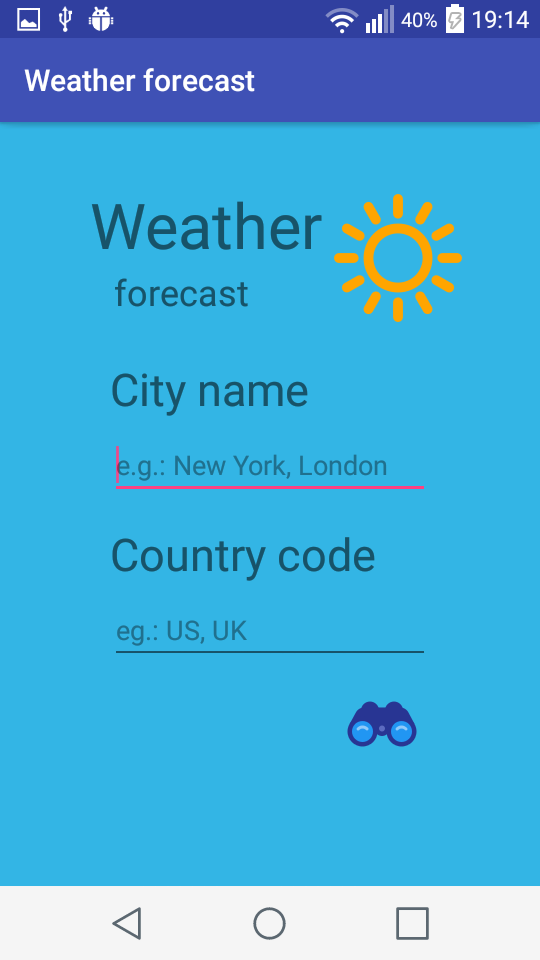 40% 19:14
Weather forecast
Weather
forecast
City name
e.g.: New York, London
Country code
eg.: US, UK